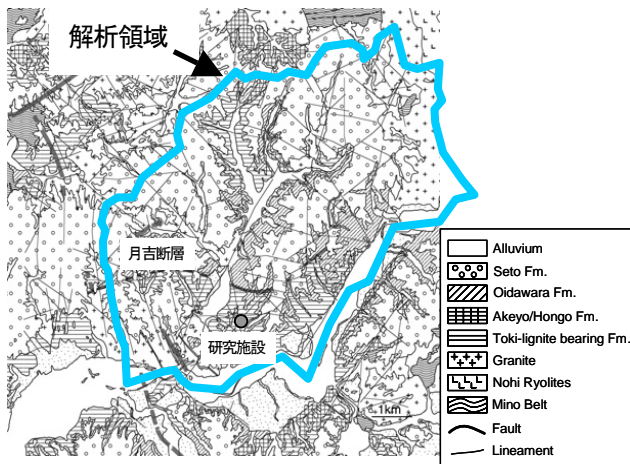 解析領域
月吉断層
研究施設
1km
Alluvium
Seto Fm.
Oidawara Fm.
Akeyo/Hongo Fm.
Toki-lignite bearing Fm.
Granite
Nohi Ryolites
Mino Belt
Fault
Lineament